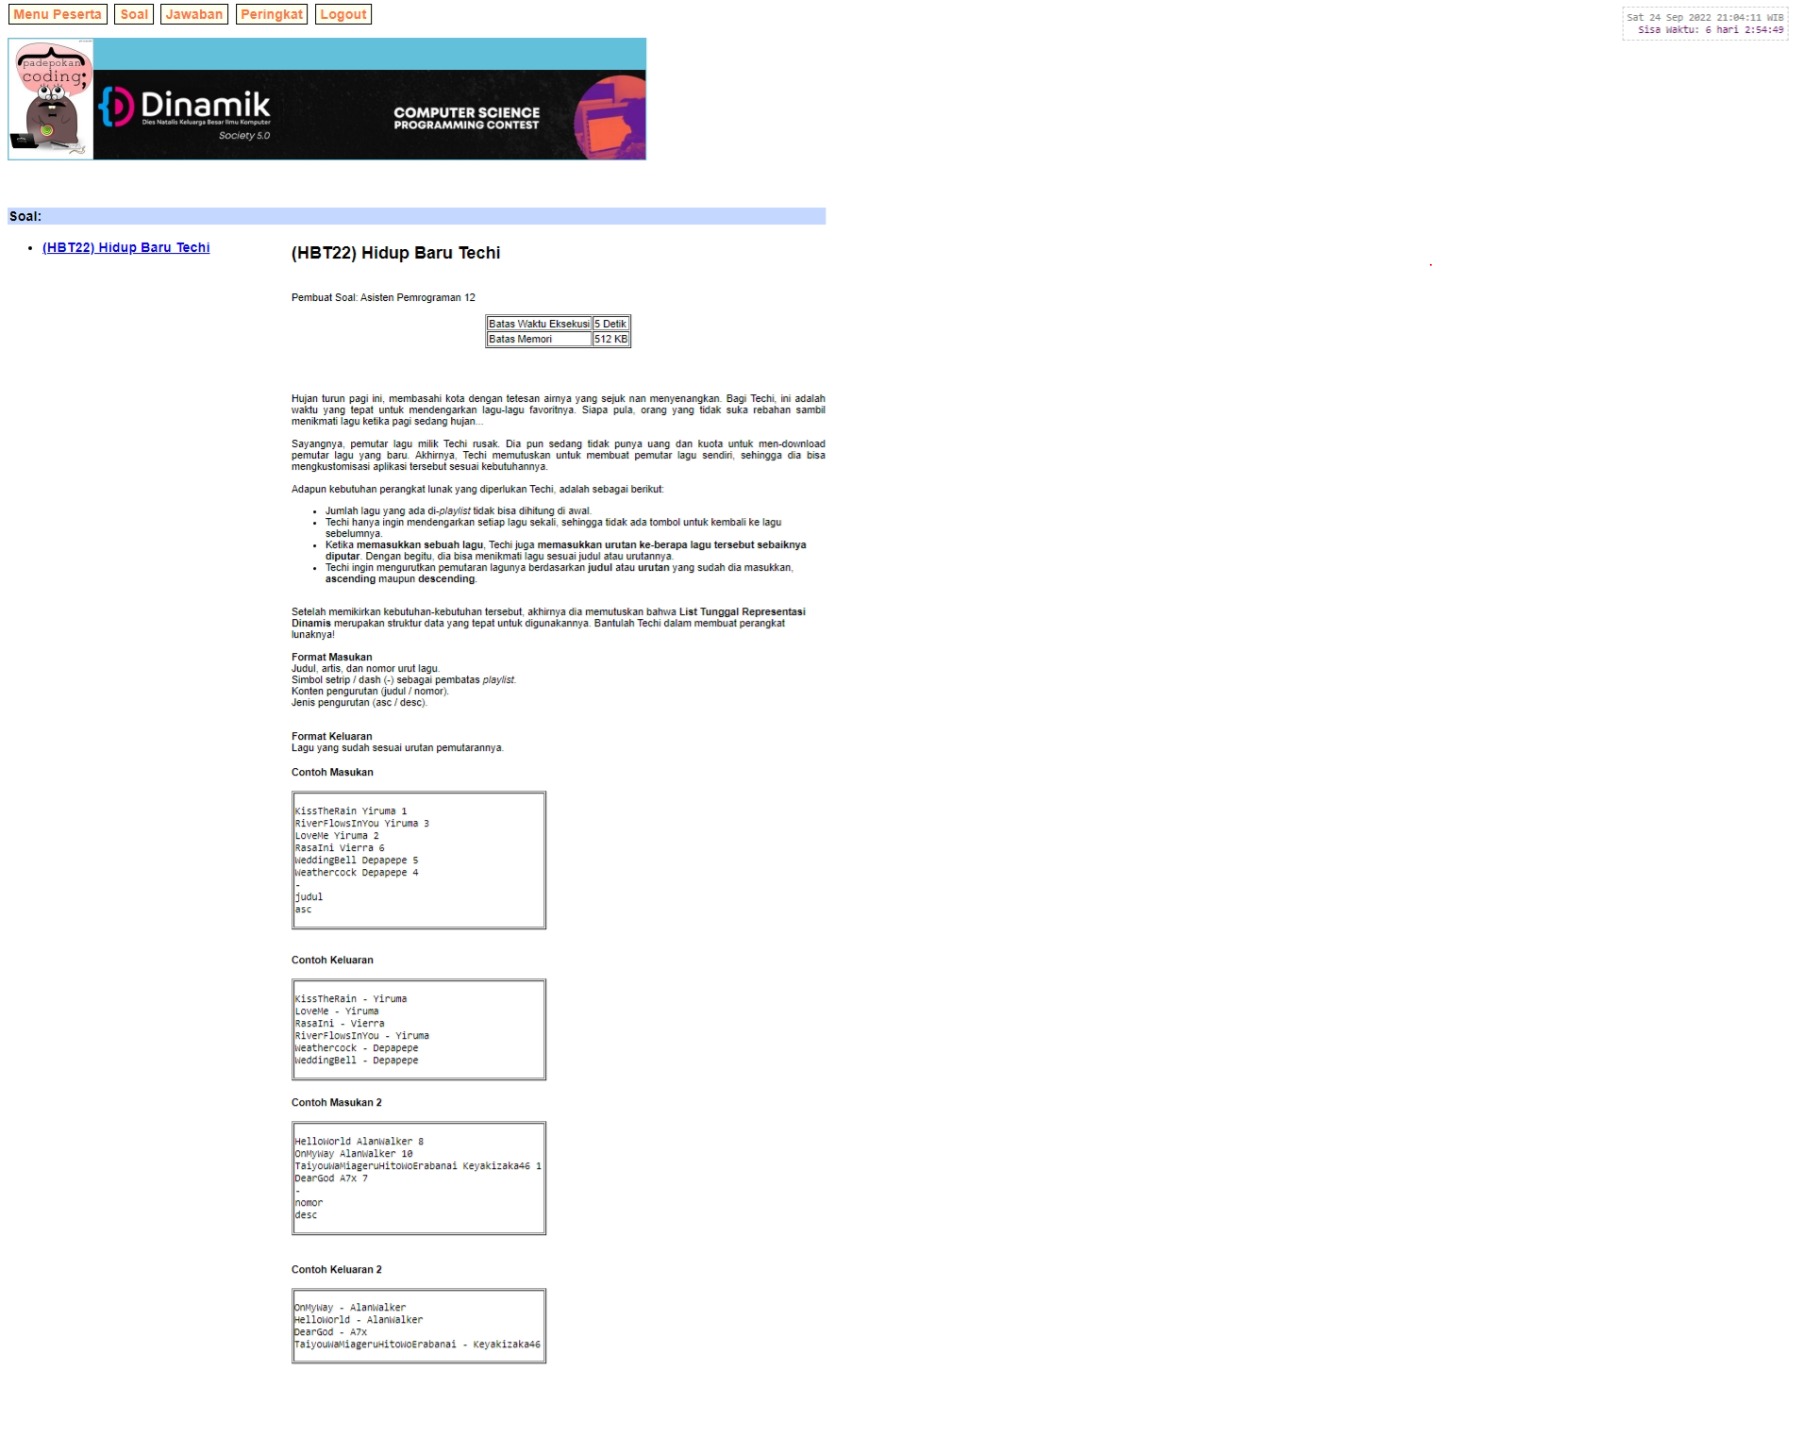 Menu Peserta Soal Jawaban Peringkat Logout
Sat 24 Sep 2022 21:04:11 WIB
Sisa Waktu: 6 hari 2:54:49
padepokan
coding;
Dinamik
Dies Natalis Keluarga Besar Ilmu Komputer
Society 5.0
COMPUTER SCIENCE
PROGRAMMING CONTEST
Soal:
• (HBT22) Hidup Baru Techi
(HBT22) Hidup Baru Techi
Pembuat Soal: Asisten Pemrograman 12
Batas Waktu Eksekusi 5 Detik
Batas Memori 512 KB
Hujan turun pagi ini, membasahi kota dengan tetesan airnya yang sejuk nan menyenangkan. Bagi Techi, ini adalah
waktu yang tepat untuk mendengarkan lagu-lagu favoritnya. Siapa pula, orang yang tidak suka rebahan sambil
menikmati lagu ketika pagi sedang hujan...
Sayangnya, pemutar lagu milik Techi rusak. Dia pun sedang tidak punya uang dan kuota untuk men-download
pemutar lagu yang baru. Akhirnya, Techi memutuskan untuk membuat pemutar lagu sendiri, sehingga dia bisa
mengkustomisasi aplikasi tersebut sesuai kebutuhannya.
Adapun kebutuhan perangkat lunak yang diperlukan Techi, adalah sebagai berikut:
• Jumlah lagu yang ada di-playlist tidak bisa dihitung di awal.
• Techi hanya ingin mendengarkan setiap lagu sekali, sehingga tidak ada tombol untuk kembali ke lagu
sebelumnya.
• Ketika memasukkan sebuah lagu, Techi juga memasukkan urutan ke-berapa lagu tersebut sebaiknya
diputar. Dengan begitu, dia bisa menikmati lagu sesuai judul atau urutannya.
• Techi ingin mengurutkan pemutaran lagunya berdasarkan judul atau urutan yang sudah dia masukkan,
ascending maupun descending.
Setelah memikirkan kebutuhan-kebutuhan tersebut, akhirnya dia memutuskan bahwa List Tunggal Representasi
Dinamis merupakan struktur data yang tepat untuk digunakannya. Bantulah Techi dalam membuat perangkat
lunaknya!
Format Masukan
Judul, artis, dan nomor urut lagu.
Simbol setrip / dash (-) sebagai pembatas playlist.
Konten pengurutan (judul / nomor).
Jenis pengurutan (asc / desc).
Format Keluaran
Lagu yang sudah sesuai urutan pemutarannya.
Contoh Masukan
KissTheRain Yiruma 1
RiverFlowsInYou Yiruma 3
LoveMe Yiruma 2
RasaIni Vierra 6
WeddingBell Depapepe 5
Weathercock Depapepe 4
-
judul
asc
Contoh Keluaran
KissTheRain - Yiruma
LoveMe - Yiruma
RasaIni - Vierra
RiverFlowsInYou - Yiruma
Weathercock - Depapepe
WeddingBell - Depapepe
Contoh Masukan 2
HelloWorld AlanWalker 8
OnMyWay AlanWalker 10
TaiyouWaMiageruHitoWoErabanai Keyakizaka46 1
DearGod A7x 7
-
nomor
desc
Contoh Keluaran 2
OnMyWay - AlanWalker
HelloWorld - AlanWalker
DearGod - A7x
TaiyouWaMiageruHitoWoErabanai - Keyakizaka46